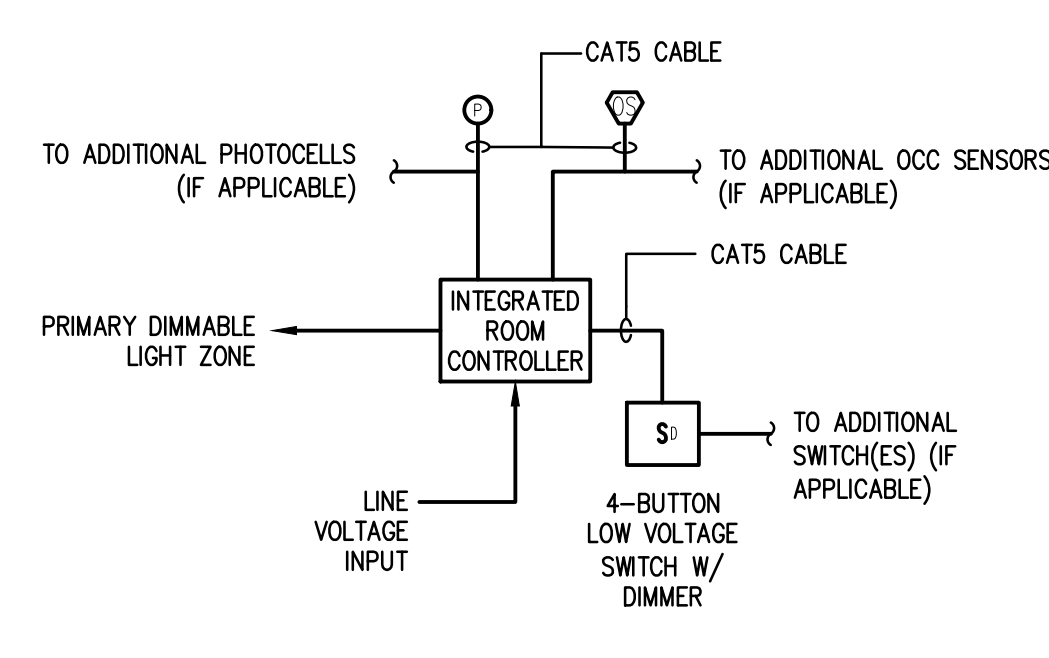 CAT5 CABLE
P
OS
TO ADDITIONAL PHOTOCELLS
(IF APPLICABLE)
TO ADDITIONAL OCC SENSORS
(IF APPLICABLE)
CAT5 CABLE
INTEGRATED
ROOM
CONTROLLER
PRIMARY DIMMABLE
LIGHT ZONE
SD
TO ADDITIONAL
SWITCH(ES) (IF
APPLICABLE)
LINE
VOLTAGE
INPUT
4-BUTTON
LOW VOLTAGE
SWITCH W/
DIMMER